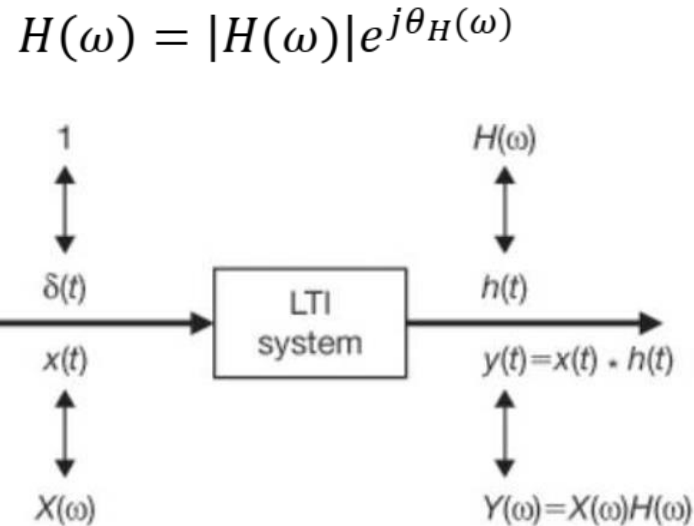 H(ω) = |H(ω)|e^{jθ_H(ω)}
1
H(ω)
δ(t)
h(t)
LTI
system
x(t)
y(t)=x(t) * h(t)
X(ω)
Y(ω)=X(ω)H(ω)